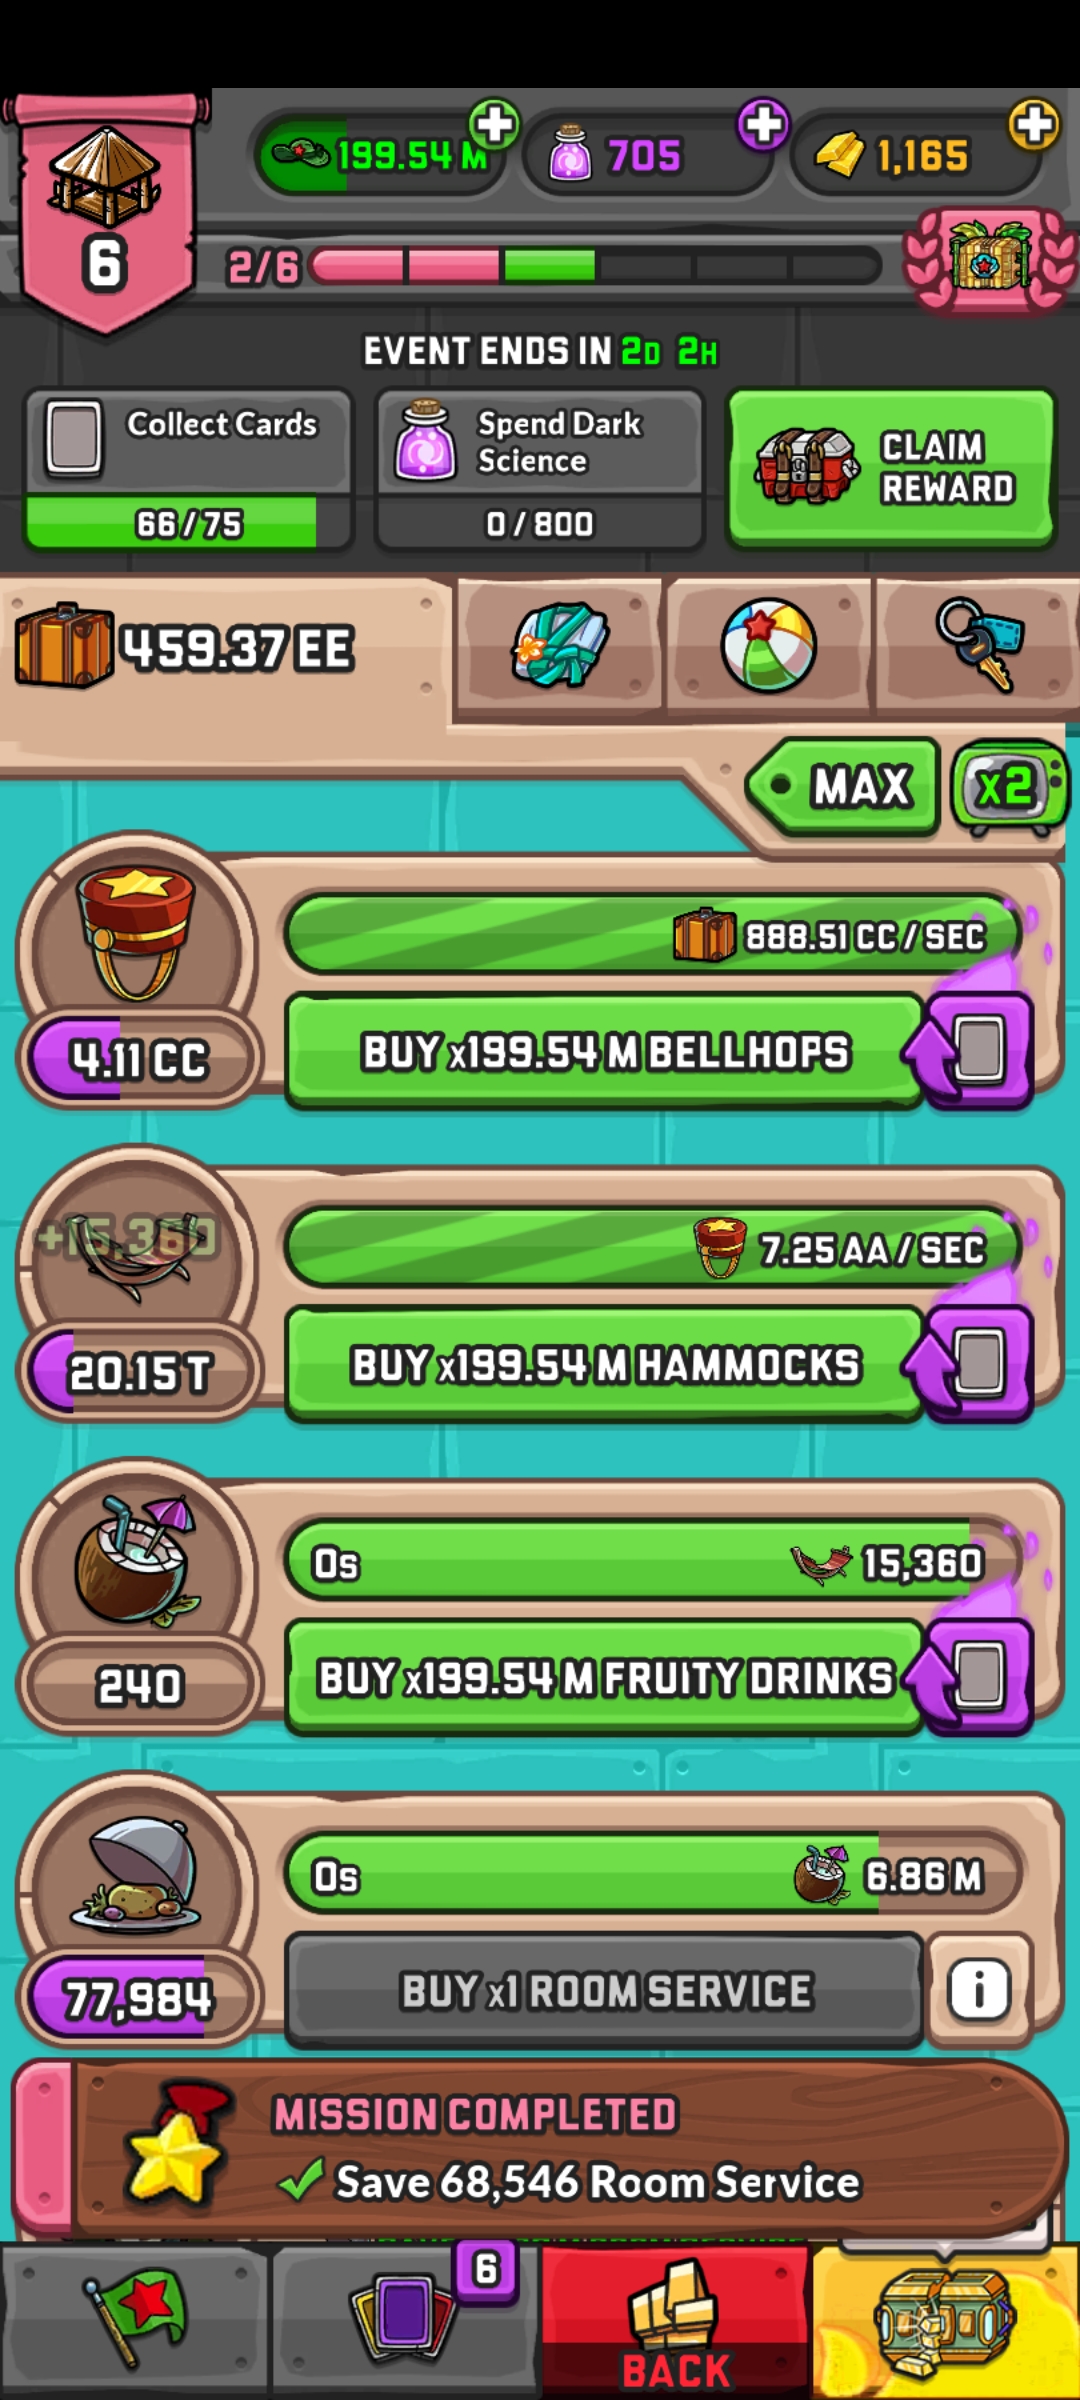 199.54 M
705
1,165
6
2/6
EVENT ENDS IN 2D 2H
Collect Cards
66/75
Spend Dark
Science
0/800
CLAIM
REWARD
459.37 EE
MAX
x2
888.51 CC/SEC
4.11 CC
BUY x199.54 M BELLHOPS
+15,360
7.25 AA/SEC
20.15 T
BUY x199.54 M HAMMOCKS
0s
15,360
240
BUY x199.54 M FRUITY DRINKS
0s
6.86 M
77,984
BUY x1 ROOM SERVICE
i
MISSION COMPLETED
Save 68,546 Room Service
6
BACK